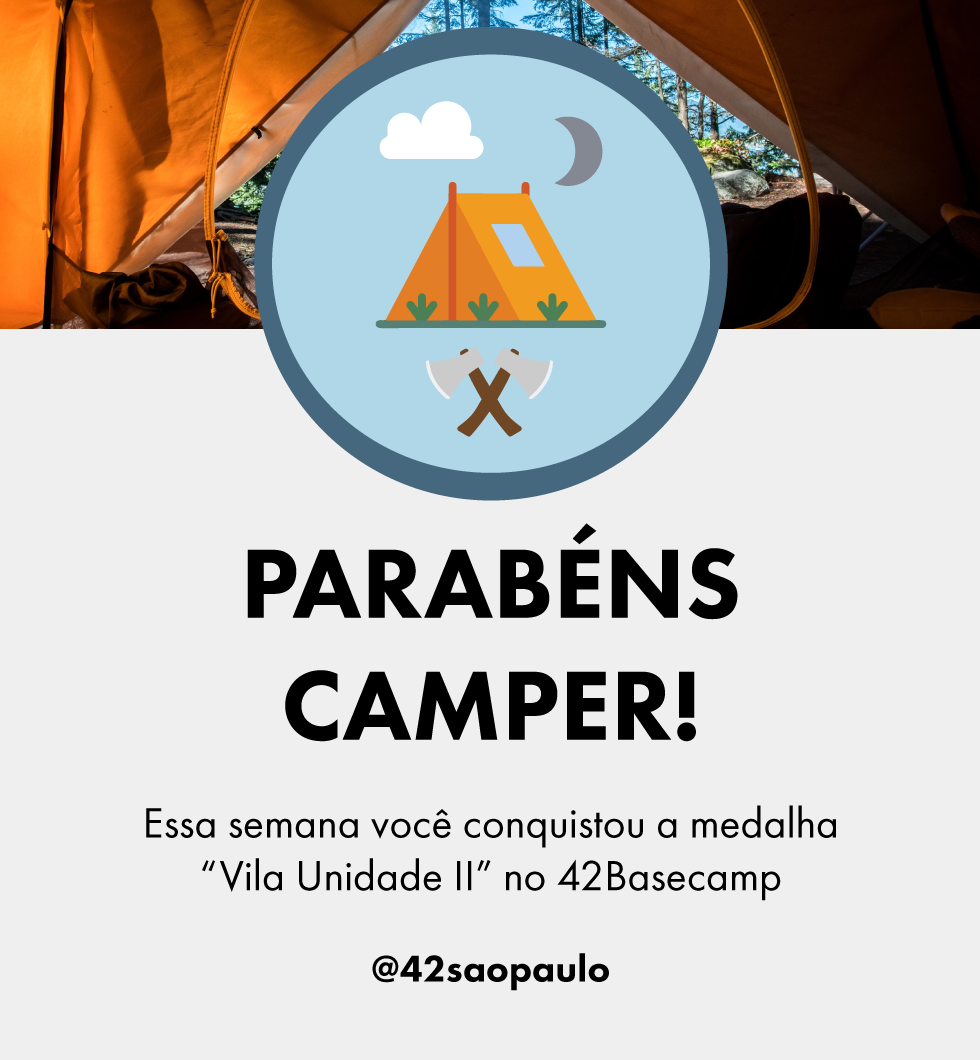 PARABÉNS
CAMPER!
Essa semana você conquistou a medalha
“Vila Unidade II” no 42Basecamp
@42saopaulo